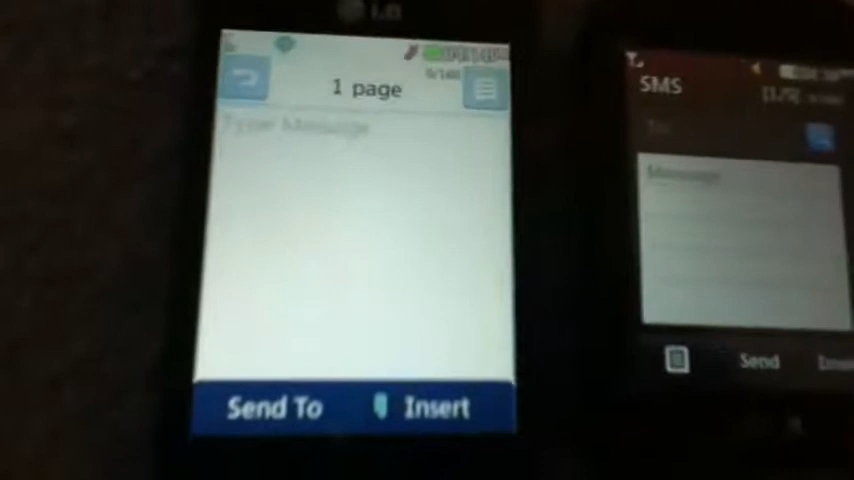 LG
1 page
Type Message
Send To
Insert
SMS
Message
Send